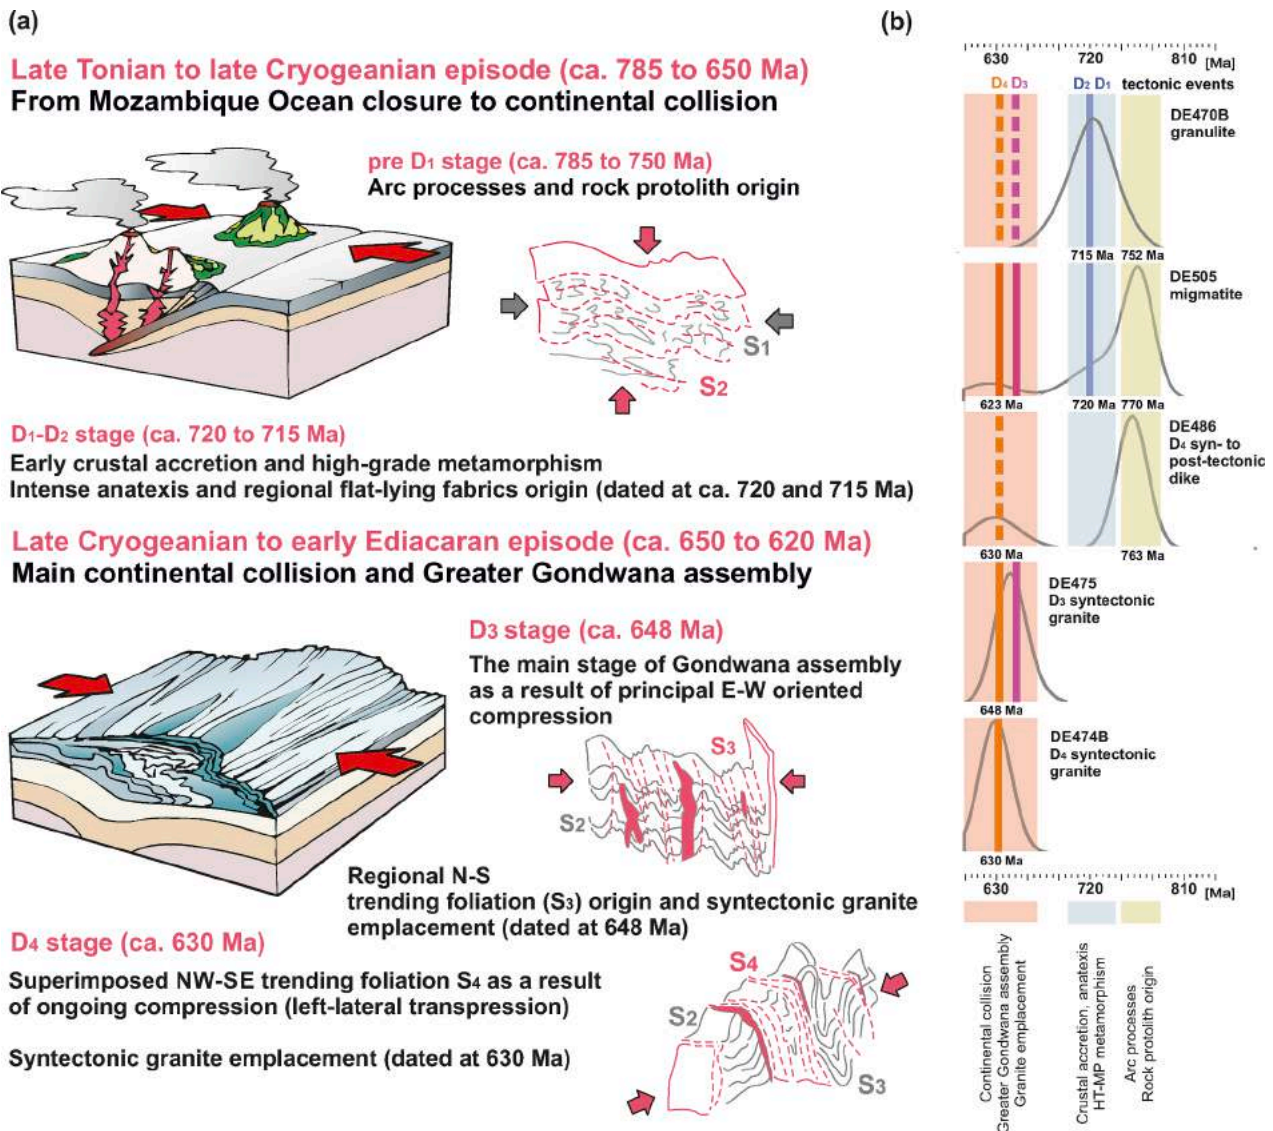 (a)
Late Tonian to late Cryogeanian episode (ca. 785 to 650 Ma)
From Mozambique Ocean closure to continental collision
pre D1 stage (ca. 785 to 750 Ma)
Arc processes and rock protolith origin
S1
S2
D1-D2 stage (ca. 720 to 715 Ma)
Early crustal accretion and high-grade metamorphism
Intense anatexis and regional flat-lying fabrics origin (dated at ca. 720 and 715 Ma)
Late Cryogeanian to early Ediacaran episode (ca. 650 to 620 Ma)
Main continental collision and Greater Gondwana assembly
D3 stage (ca. 648 Ma)
The main stage of Gondwana assembly
as a result of principal E-W oriented
compression
S3
S2
Regional N-S
trending foliation (S3) origin and syntectonic granite
emplacement (dated at 648 Ma)
D4 stage (ca. 630 Ma)
Superimposed NW-SE trending foliation S4 as a result
of ongoing compression (left-lateral transpression)
Syntectonic granite emplacement (dated at 630 Ma)
S4
S2
S3
(b)
630 720 810 [Ma]
D4 D3 D2 D1 tectonic events
DE470B
granulite
715 Ma 752 Ma
DE505
migmatite
623 Ma 720 Ma 770 Ma
DE486
D4 syn- to
post-tectonic
dike
630 Ma 763 Ma
DE475
D3 syntectonic
granite
648 Ma
DE474B
D4 syntectonic
granite
630 Ma
630 720 810 [Ma]
Continental collision
Greater Gondwana assembly
Granite emplacement
Crustal accretion, anatexis
HT-MP metamorphism
Arc processes
Rock protolith origin